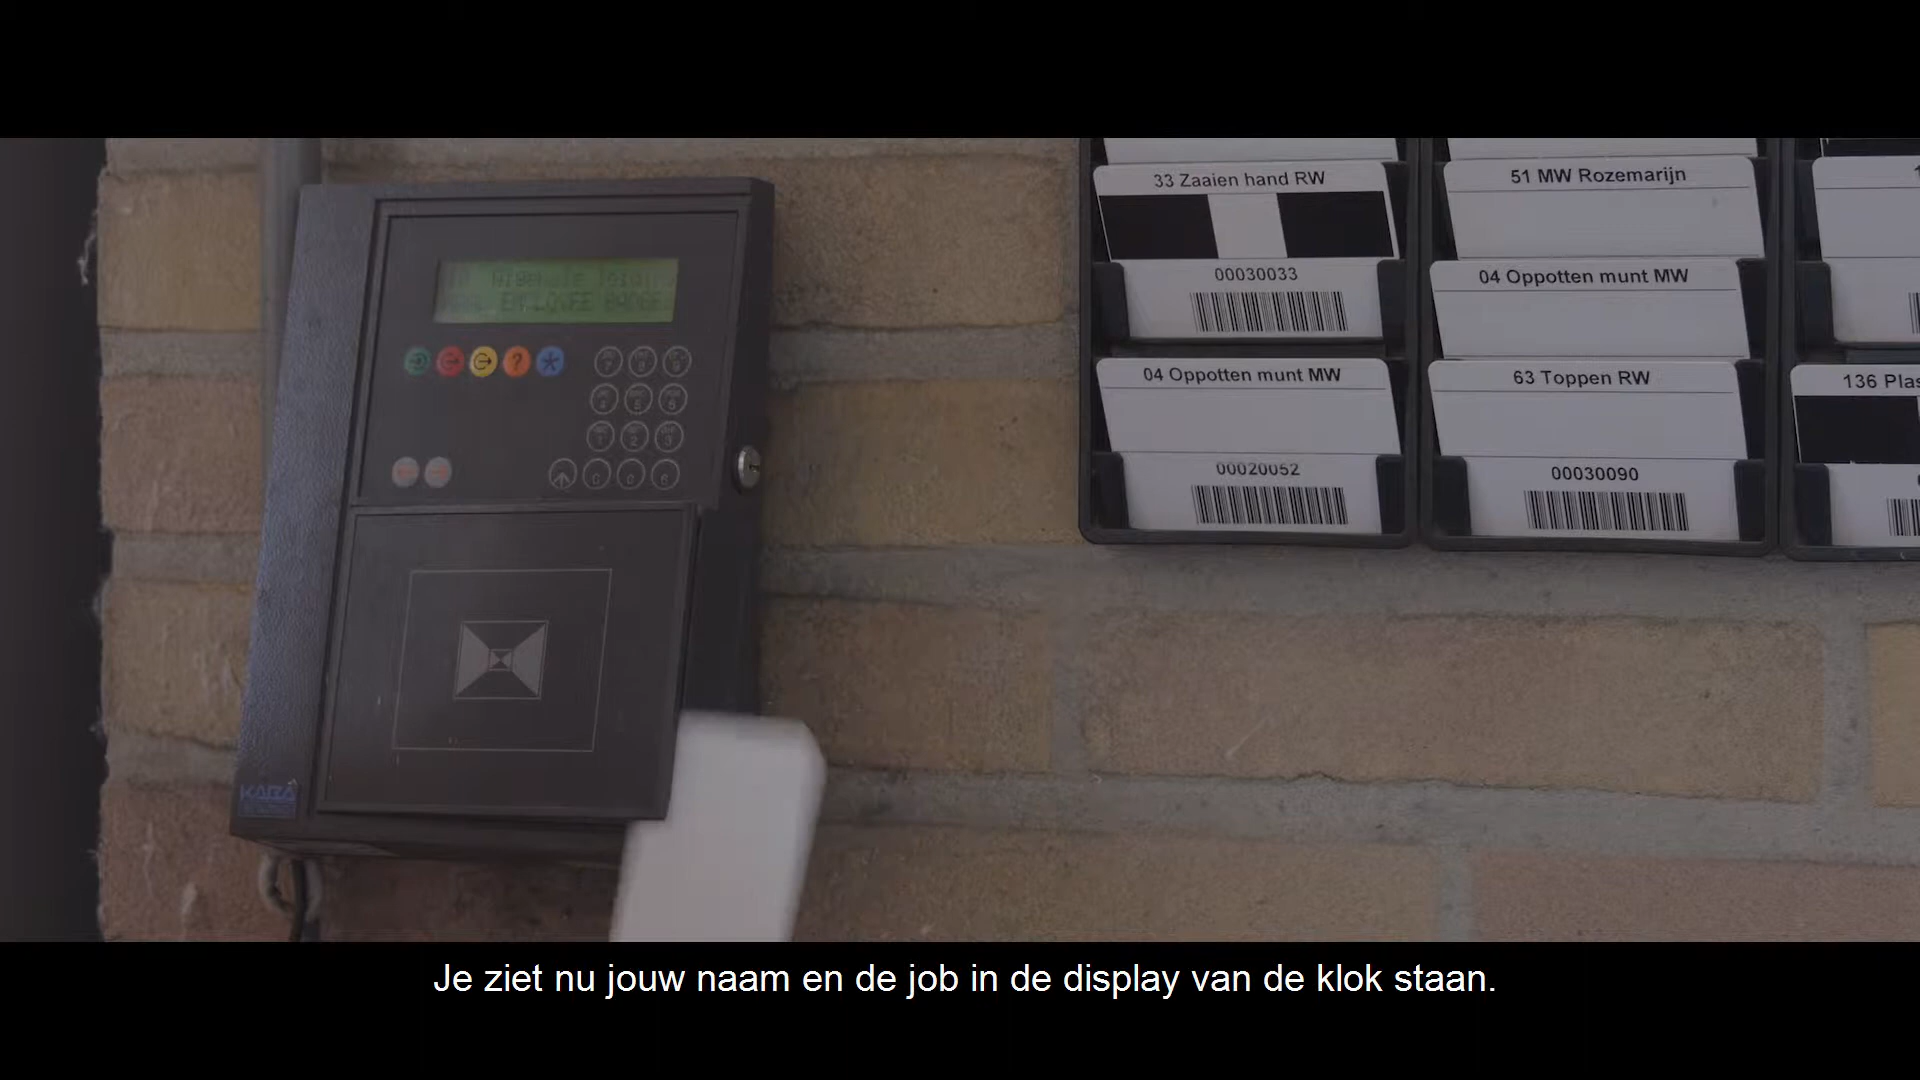 33 Zaaien hand RW
00030033
04 Oppotten munt MW
00020052
51 MW Rozemarijn
04 Oppotten munt MW
63 Toppen RW
00030090
136
KABA
Je ziet nu jouw naam en de job in de display van de klok staan.